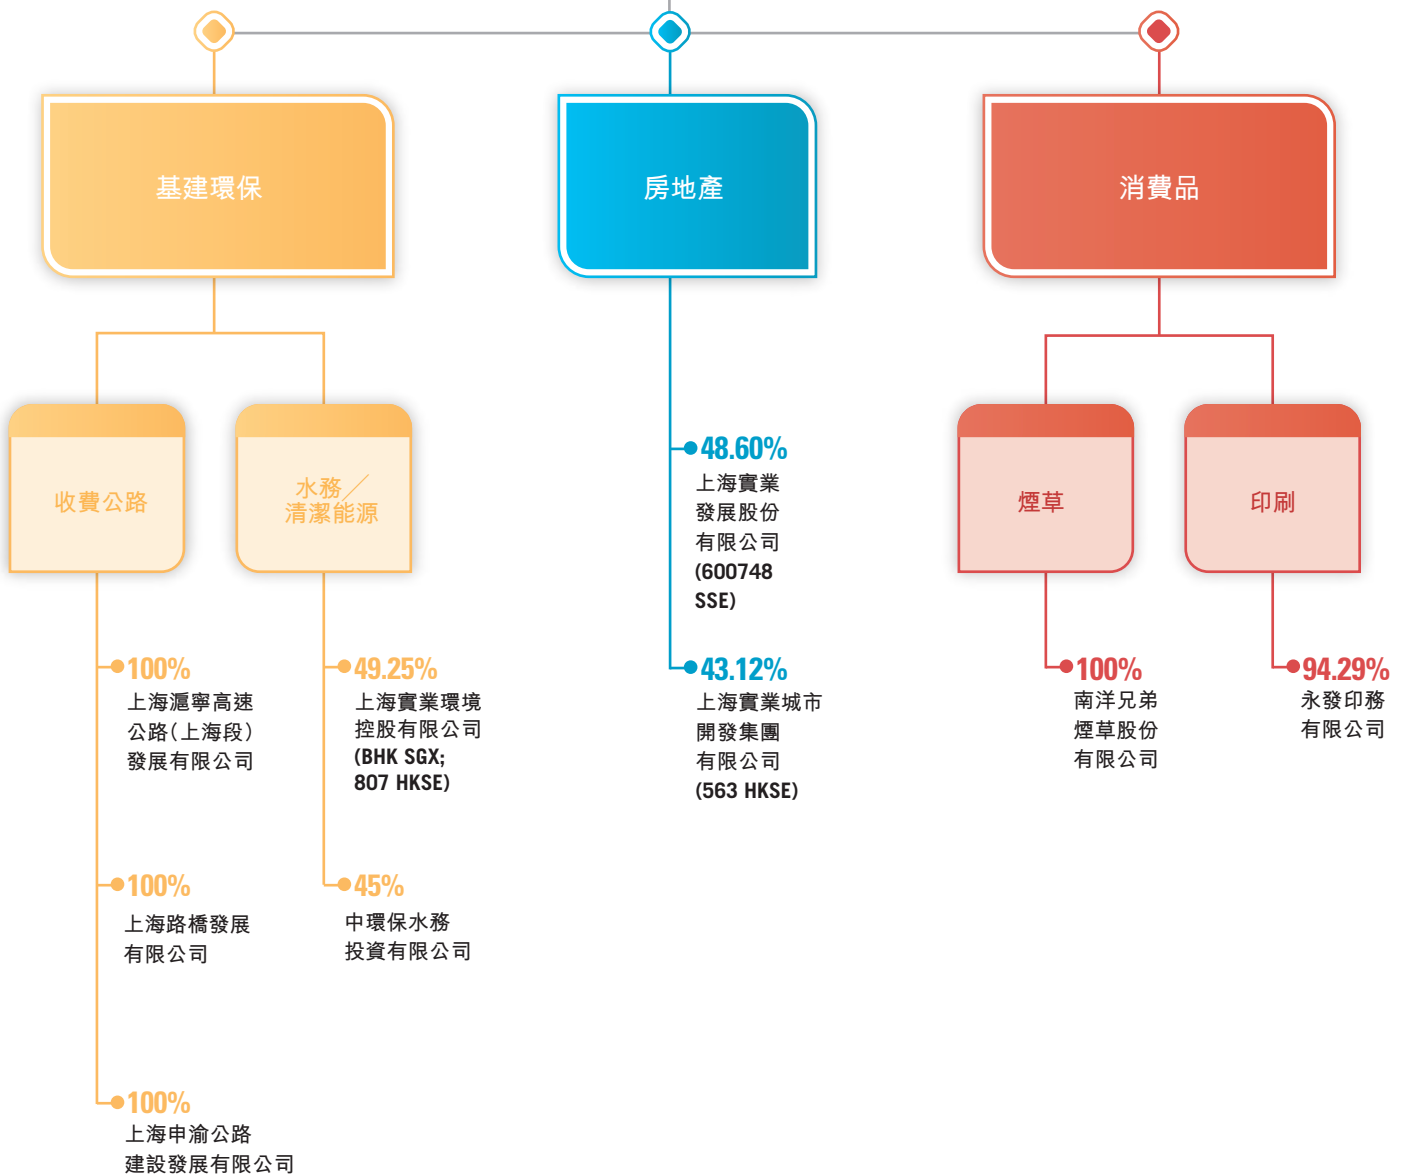 基建環保
房地產
消費品
收費公路
水務／
清潔能源
煙草
印刷
100%
上海滬寧高速
公路(上海段)
發展有限公司
100%
上海路橋發展
有限公司
100%
上海申渝公路
建設發展有限公司
49.25%
上海實業環境
控股有限公司
(BHK SGX;
807 HKSE)
45%
中環保水務
投資有限公司
48.60%
上海實業
發展股份
有限公司
(600748
SSE)
43.12%
上海實業城市
開發集團
有限公司
(563 HKSE)
100%
南洋兄弟
煙草股份
有限公司
94.29%
永發印務
有限公司